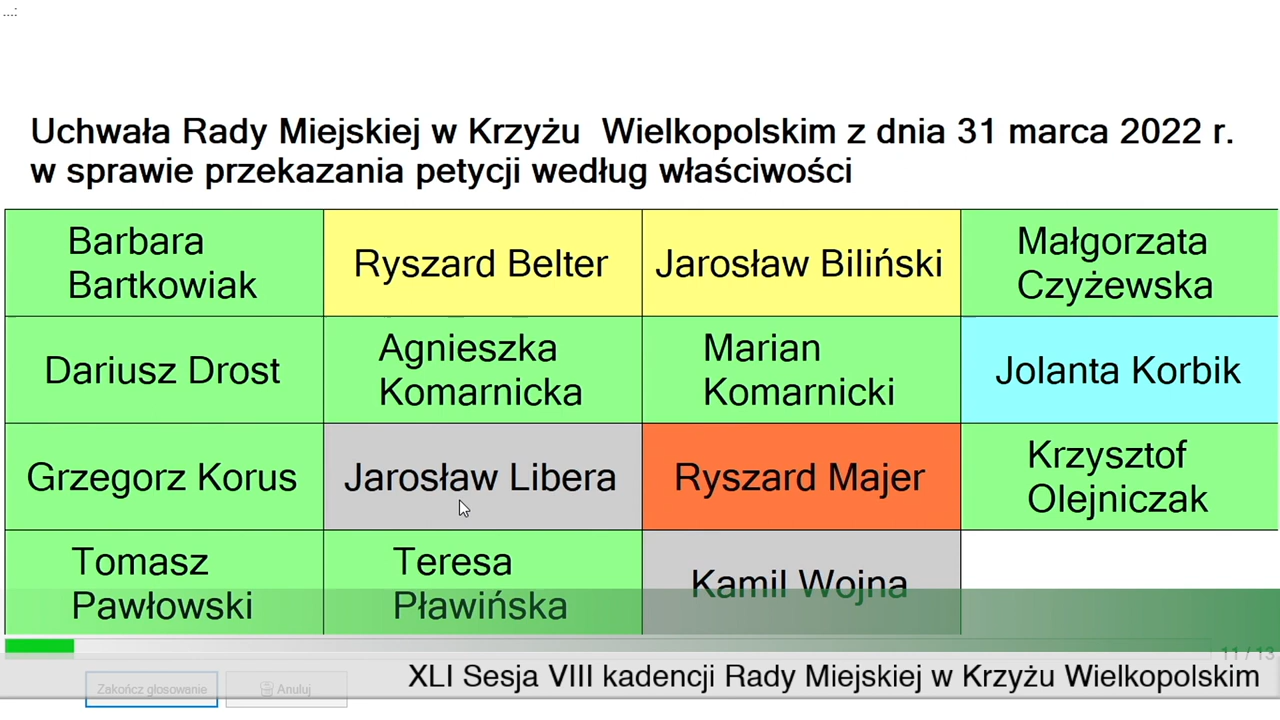 ...:
Uchwała Rady Miejskiej w Krzyżu Wielkopolskim z dnia 31 marca 2022 r.
w sprawie przekazania petycji według właściwości
Barbara
Bartkowiak
Ryszard Belter
Jarosław Biliński
Małgorzata
Czyżewska
Dariusz Drost
Agnieszka
Komarnicka
Marian
Komarnicki
Jolanta Korbik
Grzegorz Korus
Jarosław Libera
Ryszard Majer
Krzysztof
Olejniczak
Tomasz
Pawłowski
Teresa
Pławińska
Kamil Wojna
11 / 13
Zakończ głosowanie
Anuluj
XLI Sesja VIII kadencji Rady Miejskiej w Krzyżu Wielkopolskim